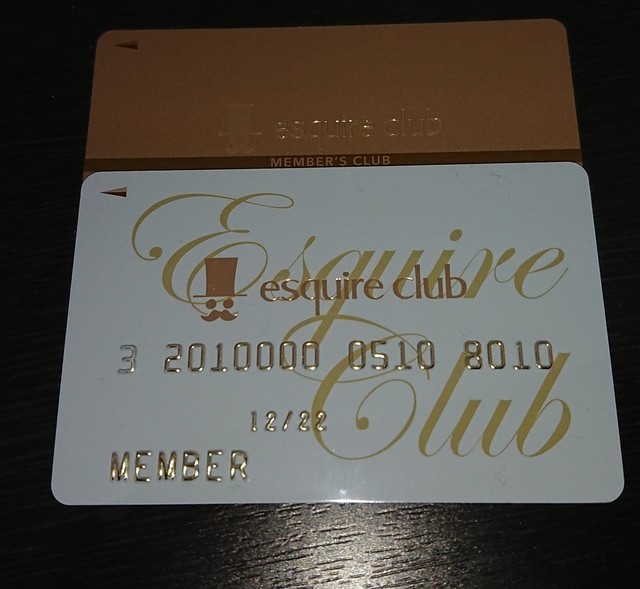 esquire club
MEMBER'S CLUB
Esquire
esquire club
3 2010000 0510 8010
Club
12/22
MEMBER